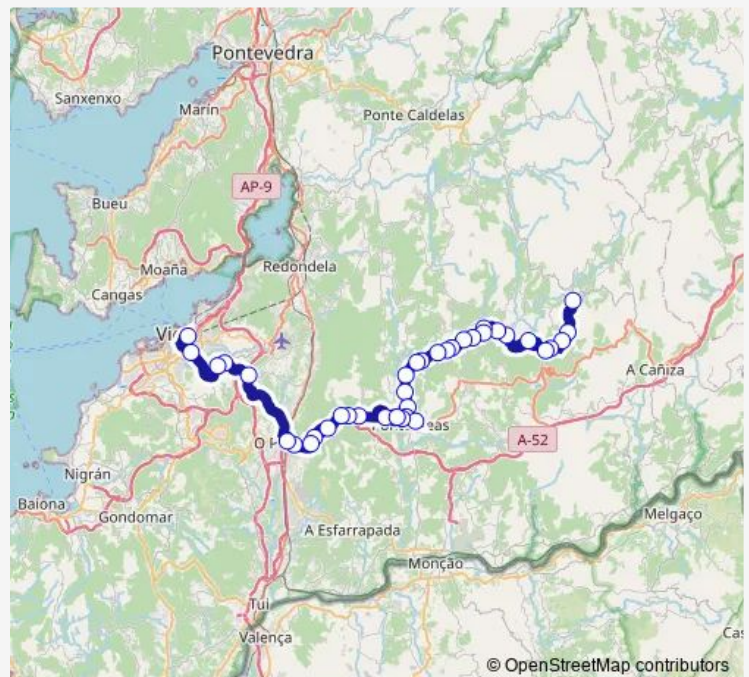 Pontevedra
Sanxenxo
Marín
Ponte Caldelas
AP-9
Bueu
Moaña
Redondela
Cangas
A Cañiza
A-52
Nigrán
Baiona
Gondomar
Melgaço
A Esfarrapada
Monção
Tui
Valença
© OpenStreetMap contributors